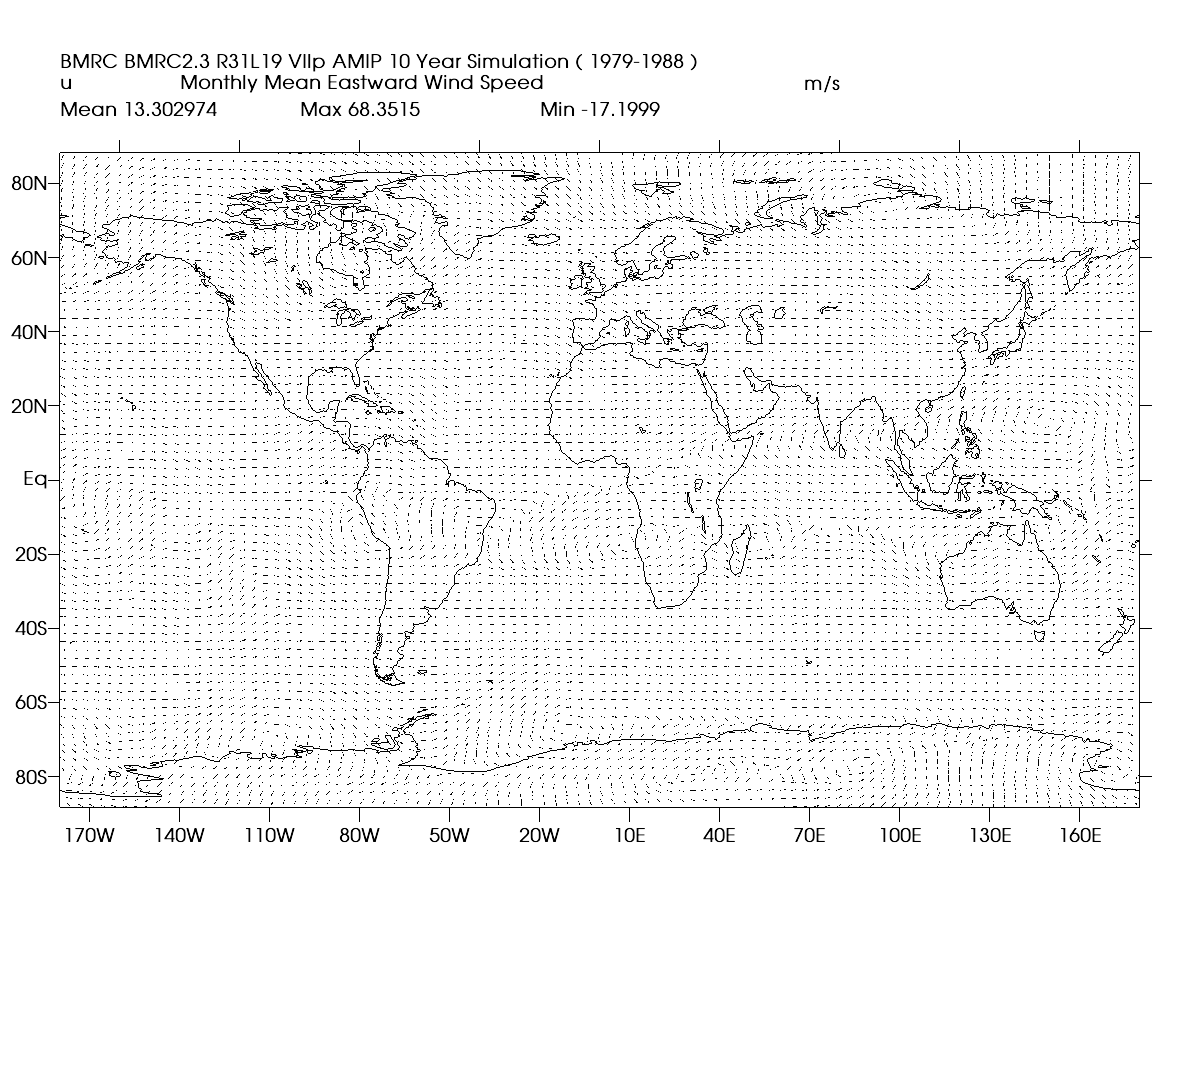 BMRC BMRC2.3 R31L19 VIIp AMIP 10 Year Simulation ( 1979-1988 )
u Monthly Mean Eastward Wind Speed m/s
Mean 13.302974 Max 68.3515 Min -17.1999
80N
60N
40N
20N
Eq
20S
40S
60S
80S
170W 140W 110W 80W 50W 20W 10E 40E 70E 100E 130E 160E